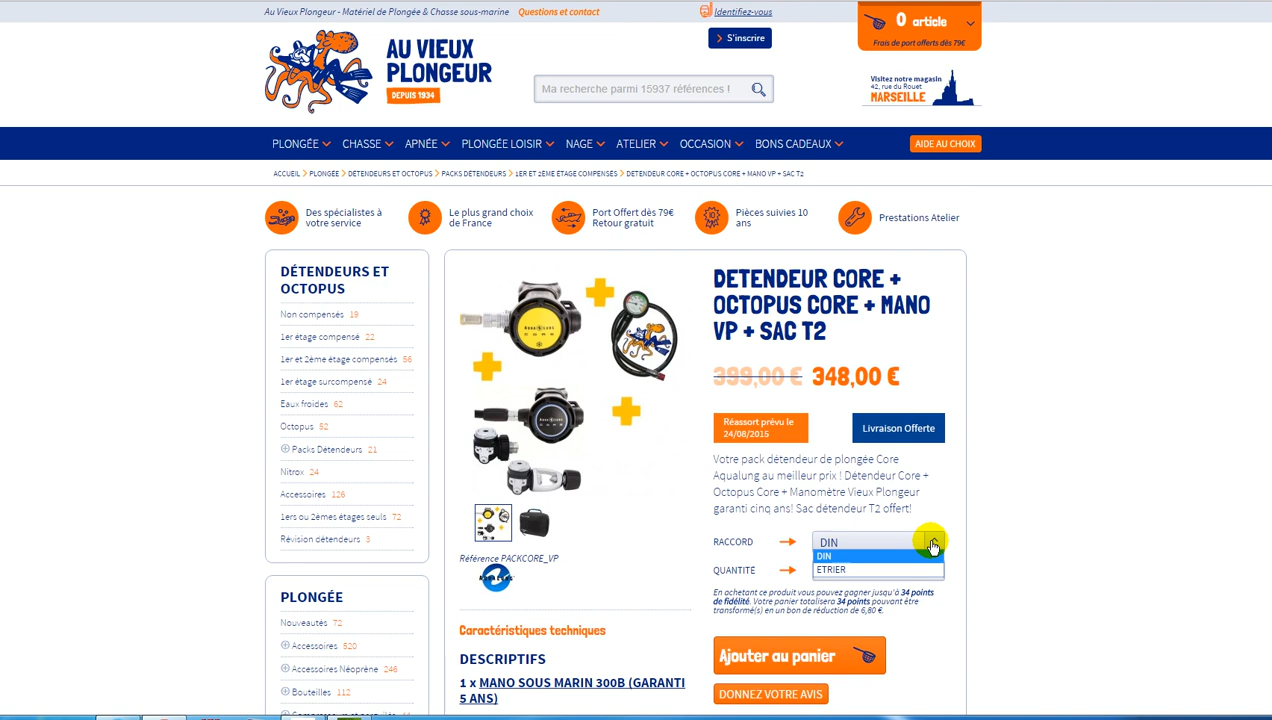 Au Vieux Plongeur - Matériel de Plongée & Chasse sous-marine Questions et contact Identifiez-vous
S'inscrire
0 article
Frais de port offerts dès 79€
AU VIEUX
PLONGEUR
DEPUIS 1934
Ma recherche parmi 15937 références !
Visitez notre magasin
42, rue du Rouet
MARSEILLE
PLONGÉE CHASSE APNÉE PLONGÉE LOISIR NAGE ATELIER OCCASION BONS CADEAUX AIDE AU CHOIX
ACCUEIL PLONGÉE DÉTENDEURS ET OCTOPUS PACKS DÉTENDEURS 1ER ET 2ÈME ÉTAGE COMPENSÉS DETENDEUR CORE + OCTOPUS CORE + MANO VP + SAC T2
Des spécialistes à
votre service
Le plus grand choix
de France
Port Offert dès 79€
Retour gratuit
Pièces suivies 10
ans
Prestations Atelier
DÉTENDEURS ET
OCTOPUS
Non compensés 19
1er étage compensé 22
1er et 2ème étage compensés 56
1er étage surcompensé 24
Eaux froides 62
Octopus 52
Packs Détendeurs 21
Nitrox 24
Accessoires 126
1ers ou 2èmes étages seuls 72
Révision détendeurs 3
PLONGÉE
Nouveautés 72
Accessoires 520
Accessoires Néoprène 246
Bouteilles 112
Référence PACKCORE_VP
Caractéristiques techniques
DESCRIPTIFS
1 x MANO SOUS MARIN 300B (GARANTI
5 ANS)
DETENDEUR CORE +
OCTOPUS CORE + MANO
VP + SAC T2
399,00 € 348,00 €
Réassort prévu le
24/08/2015
Livraison Offerte
Votre pack détendeur de plongée Core
Aqualung au meilleur prix ! Détendeur Core +
Octopus Core + Manomètre Vieux Plongeur
garanti cinq ans! Sac détendeur T2 offert!
RACCORD DIN
DIN
ETRIER
QUANTITE
En achetant ce produit vous pouvez gagner jusqu'à 34 points
de fidélité. Votre panier totalisera 34 points pouvant être
transformé(s) en un bon de réduction de 6,80 €.
Ajouter au panier
DONNEZ VOTRE AVIS